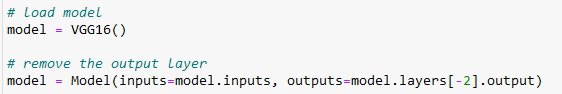 # load model
model = VGG16()
# remove the output layer
model = Model(inputs=model.inputs, outputs=model.layers[-2].output)